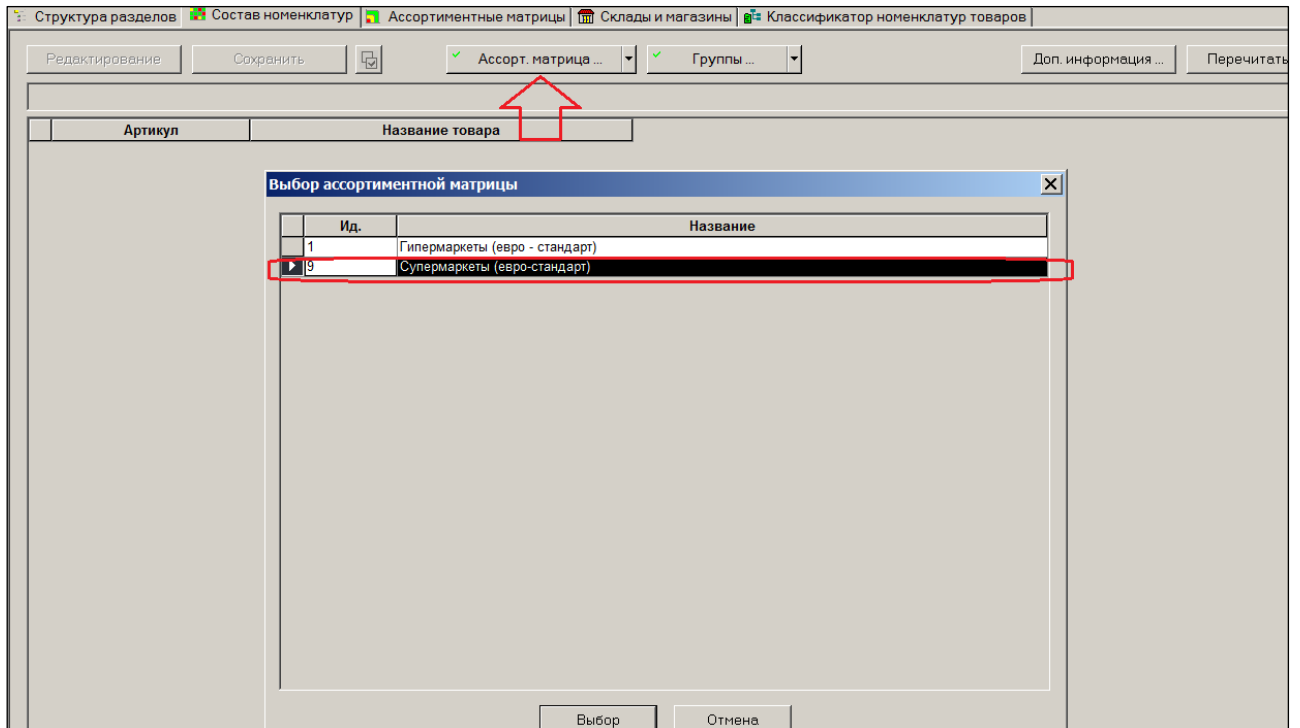 Структура разделов Состав номенклатур Ассортиментные матрицы Склады и магазины Классификатор номенклатур товаров
Редактирование Сохранить Ассорт. матрица ... Группы ... Доп. информация ... Перечитать
Артикул Название товара
Выбор ассортиментной матрицы
Ид. Название
1 Гипермаркеты (евро - стандарт)
9 Супермаркеты (евро-стандарт)
Выбор Отмена